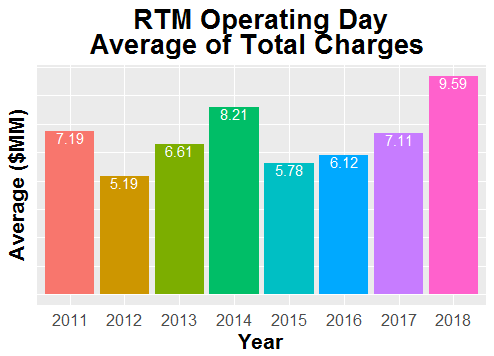 RTM Operating Day
Average of Total Charges
Average ($MM)
7.19
5.19
6.61
8.21
5.78
6.12
7.11
9.59
2011 2012 2013 2014 2015 2016 2017 2018
Year